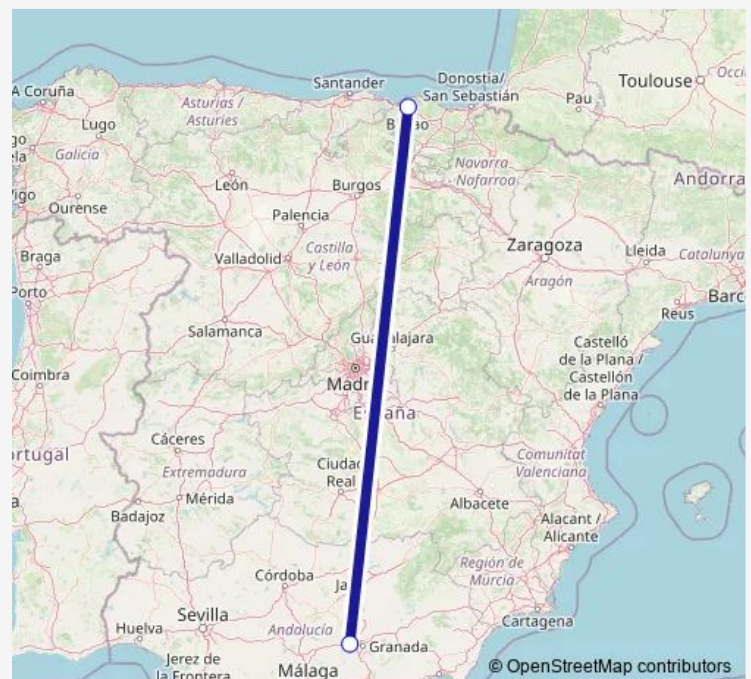 Santander
Donostia/
San Sebastián
Toulouse
Occi
A Coruña
Asturias /
Asturies
Pau
Lugo
Galicia
León
Burgos
Navarra
Nafarroa
Andorra
Vigo
Ourense
Palencia
Braga
Valladolid
Castilla
y León
Zaragoza
Lleida
Catalunya
Aragón
Porto
Barc
Reus
Salamanca
Castelló
de la Plana /
Castellón
de la Plana
Coimbra
Cáceres
Comunitat
Valenciana
Extremadura
Ciudad
Real
Mérida
Badajoz
Albacete
Alacant /
Alicante
Región de
Murcia
Córdoba
Sevilla
Andalucía
Cartagena
Huelva
Granada
Jerez de
la Frontera
Málaga
© OpenStreetMap contributors